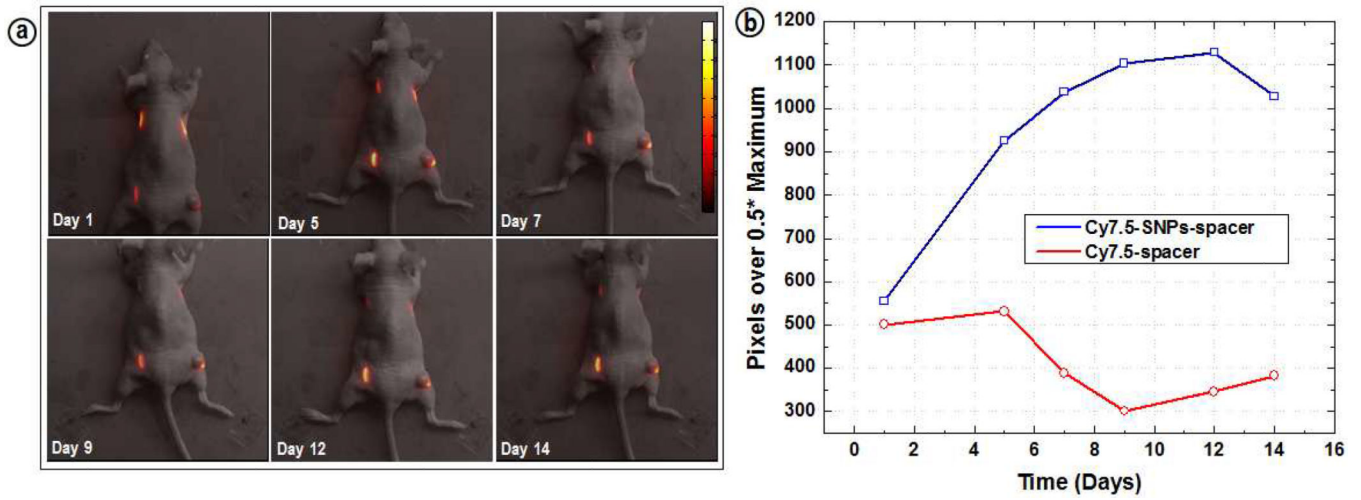 a
Day 1
Day 5
Day 7
Day 9
Day 12
Day 14
b
1200
1100
1000
900
800
700
600
500
400
300
Pixels over 0.5* Maximum
Cy7.5-SNPs-spacer
Cy7.5-spacer
0 2 4 6 8 10 12 14 16
Time (Days)